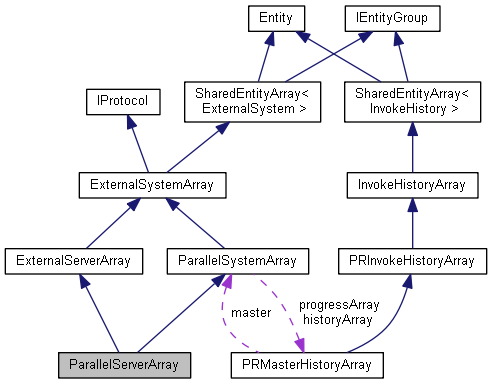 Entity
IEntityGroup
IProtocol
SharedEntityArray<
ExternalSystem >
SharedEntityArray<
InvokeHistory >
ExternalSystemArray
InvokeHistoryArray
ExternalServerArray
ParallelSystemArray
PRInvokeHistoryArray
master
progressArray
historyArray
ParallelServerArray
PRMasterHistoryArray